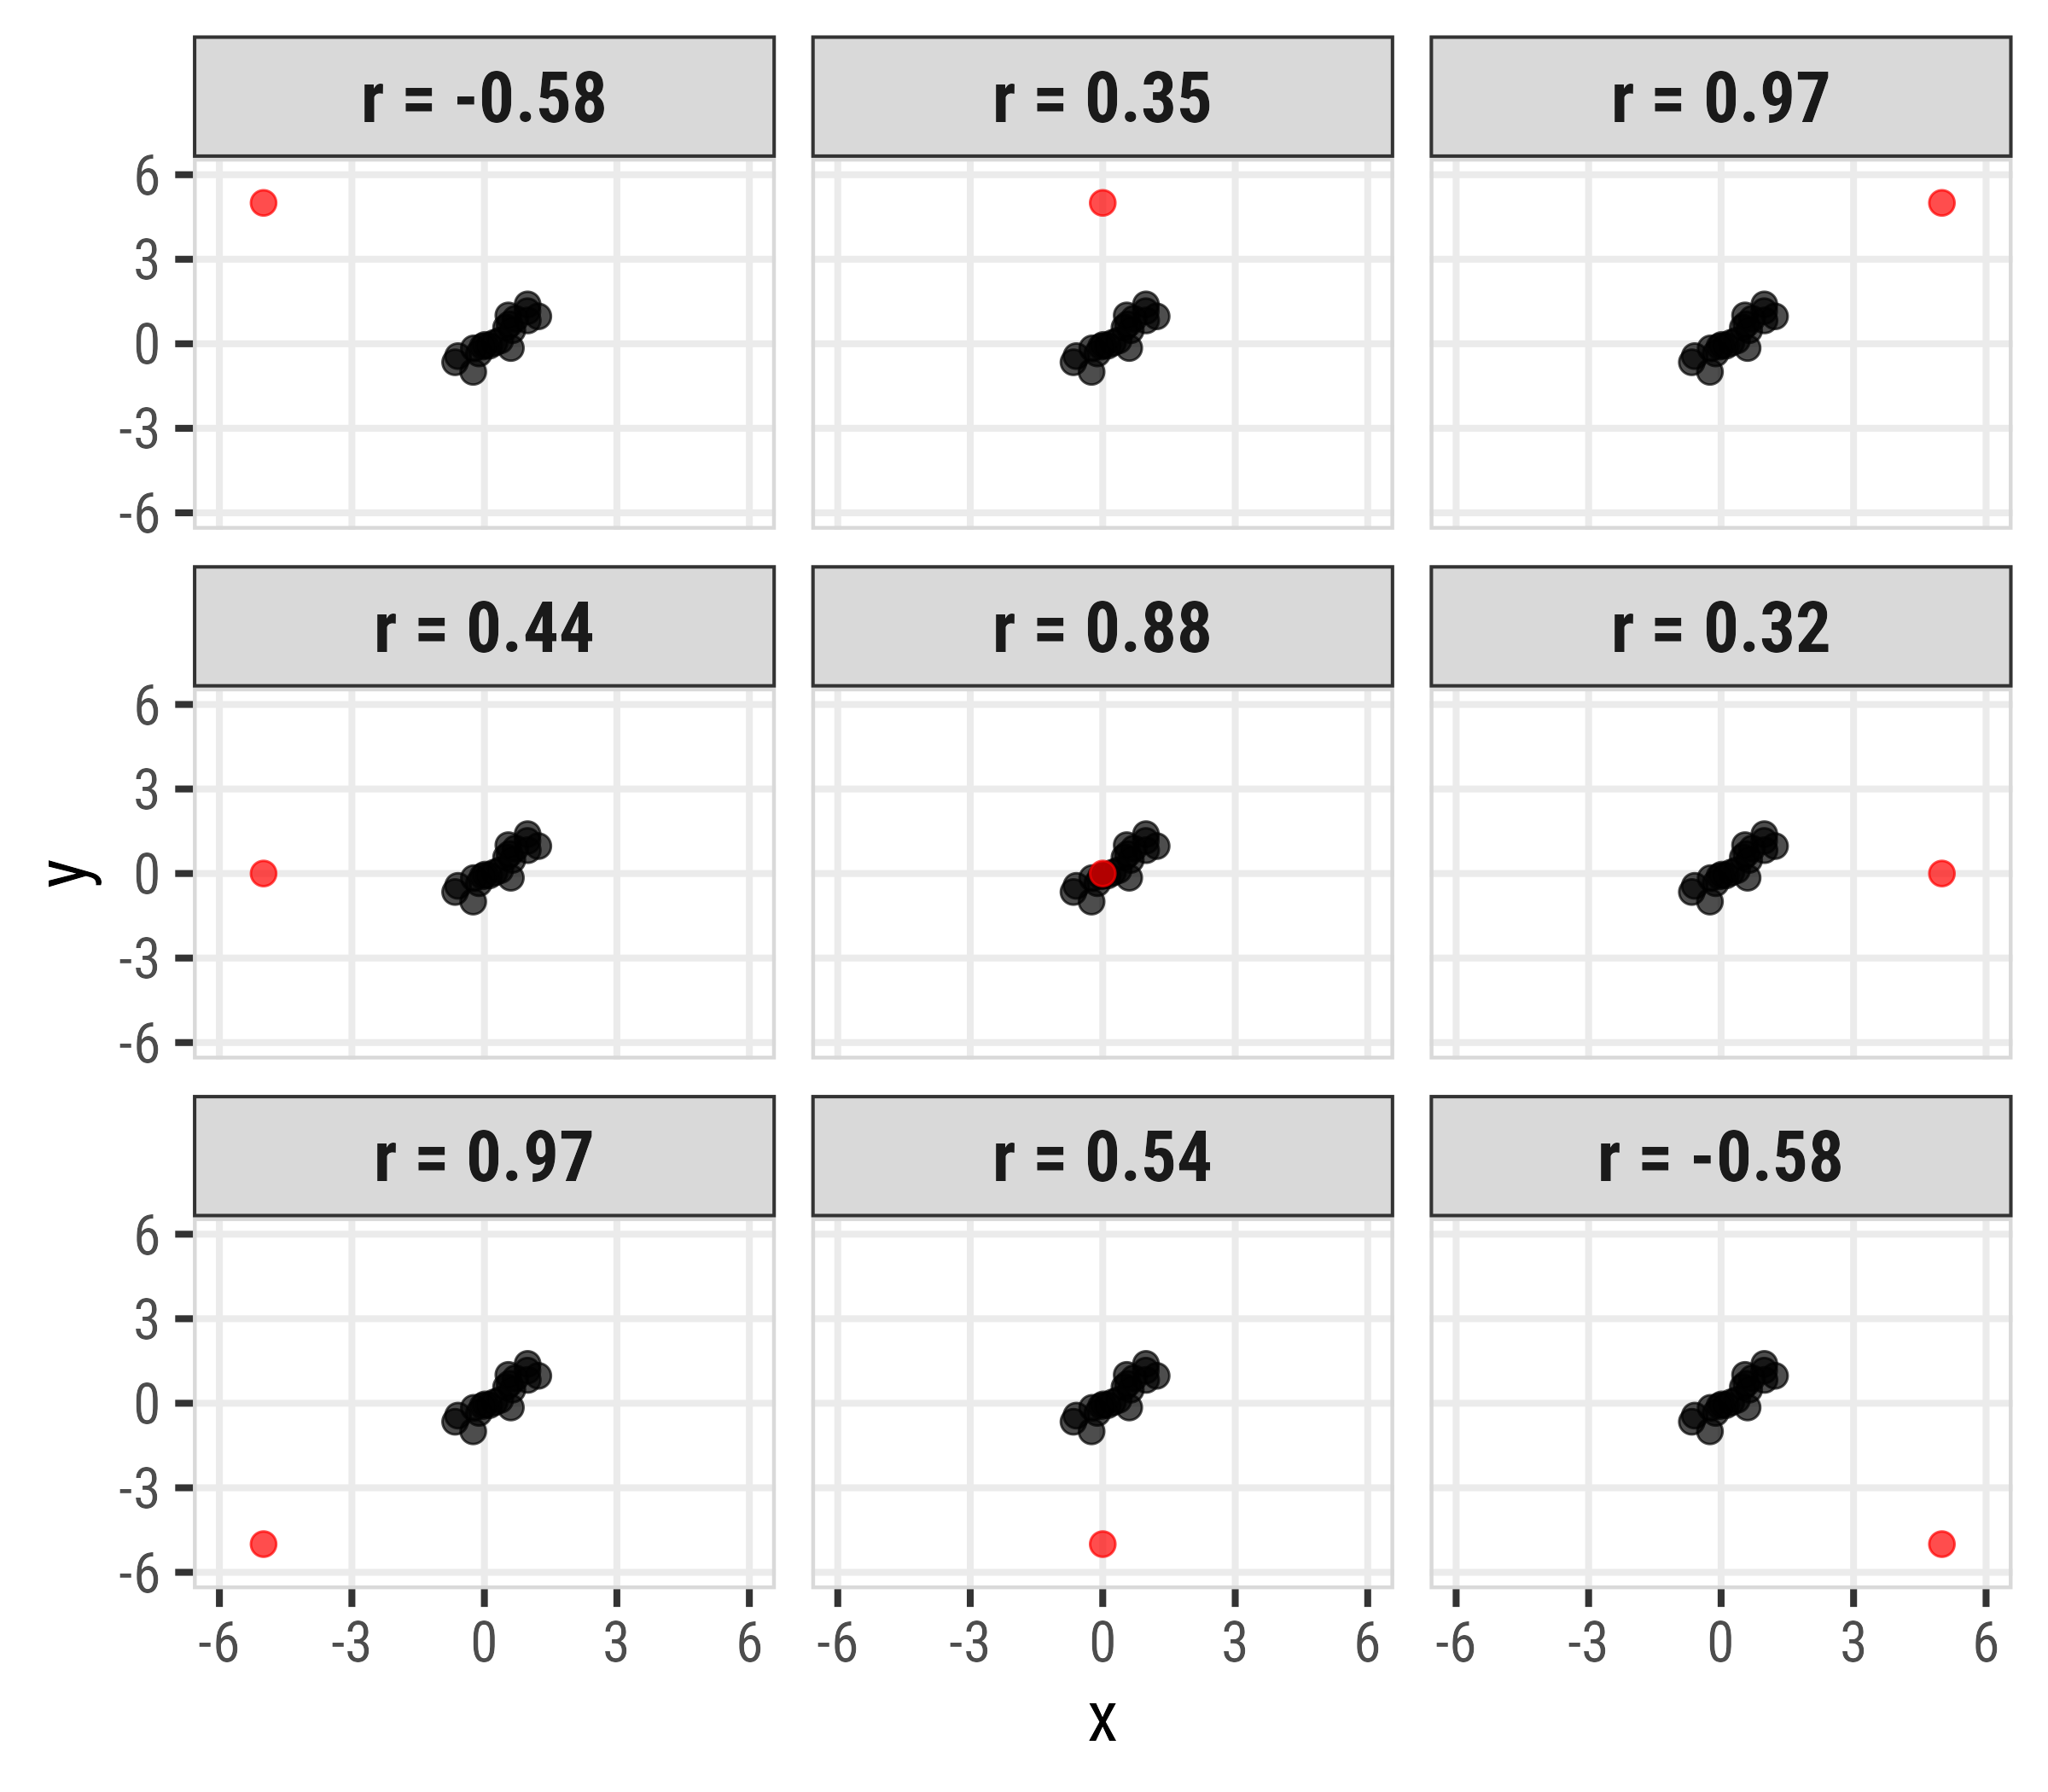 r = -0.58
r = 0.35
r = 0.97
6
3
0
-3
-6
r = 0.44
r = 0.88
r = 0.32
6
3
0
-3
-6
y
r = 0.97
r = 0.54
r = -0.58
6
3
0
-3
-6
-6 -3 0 3 6
-6 -3 0 3 6
-6 -3 0 3 6
x